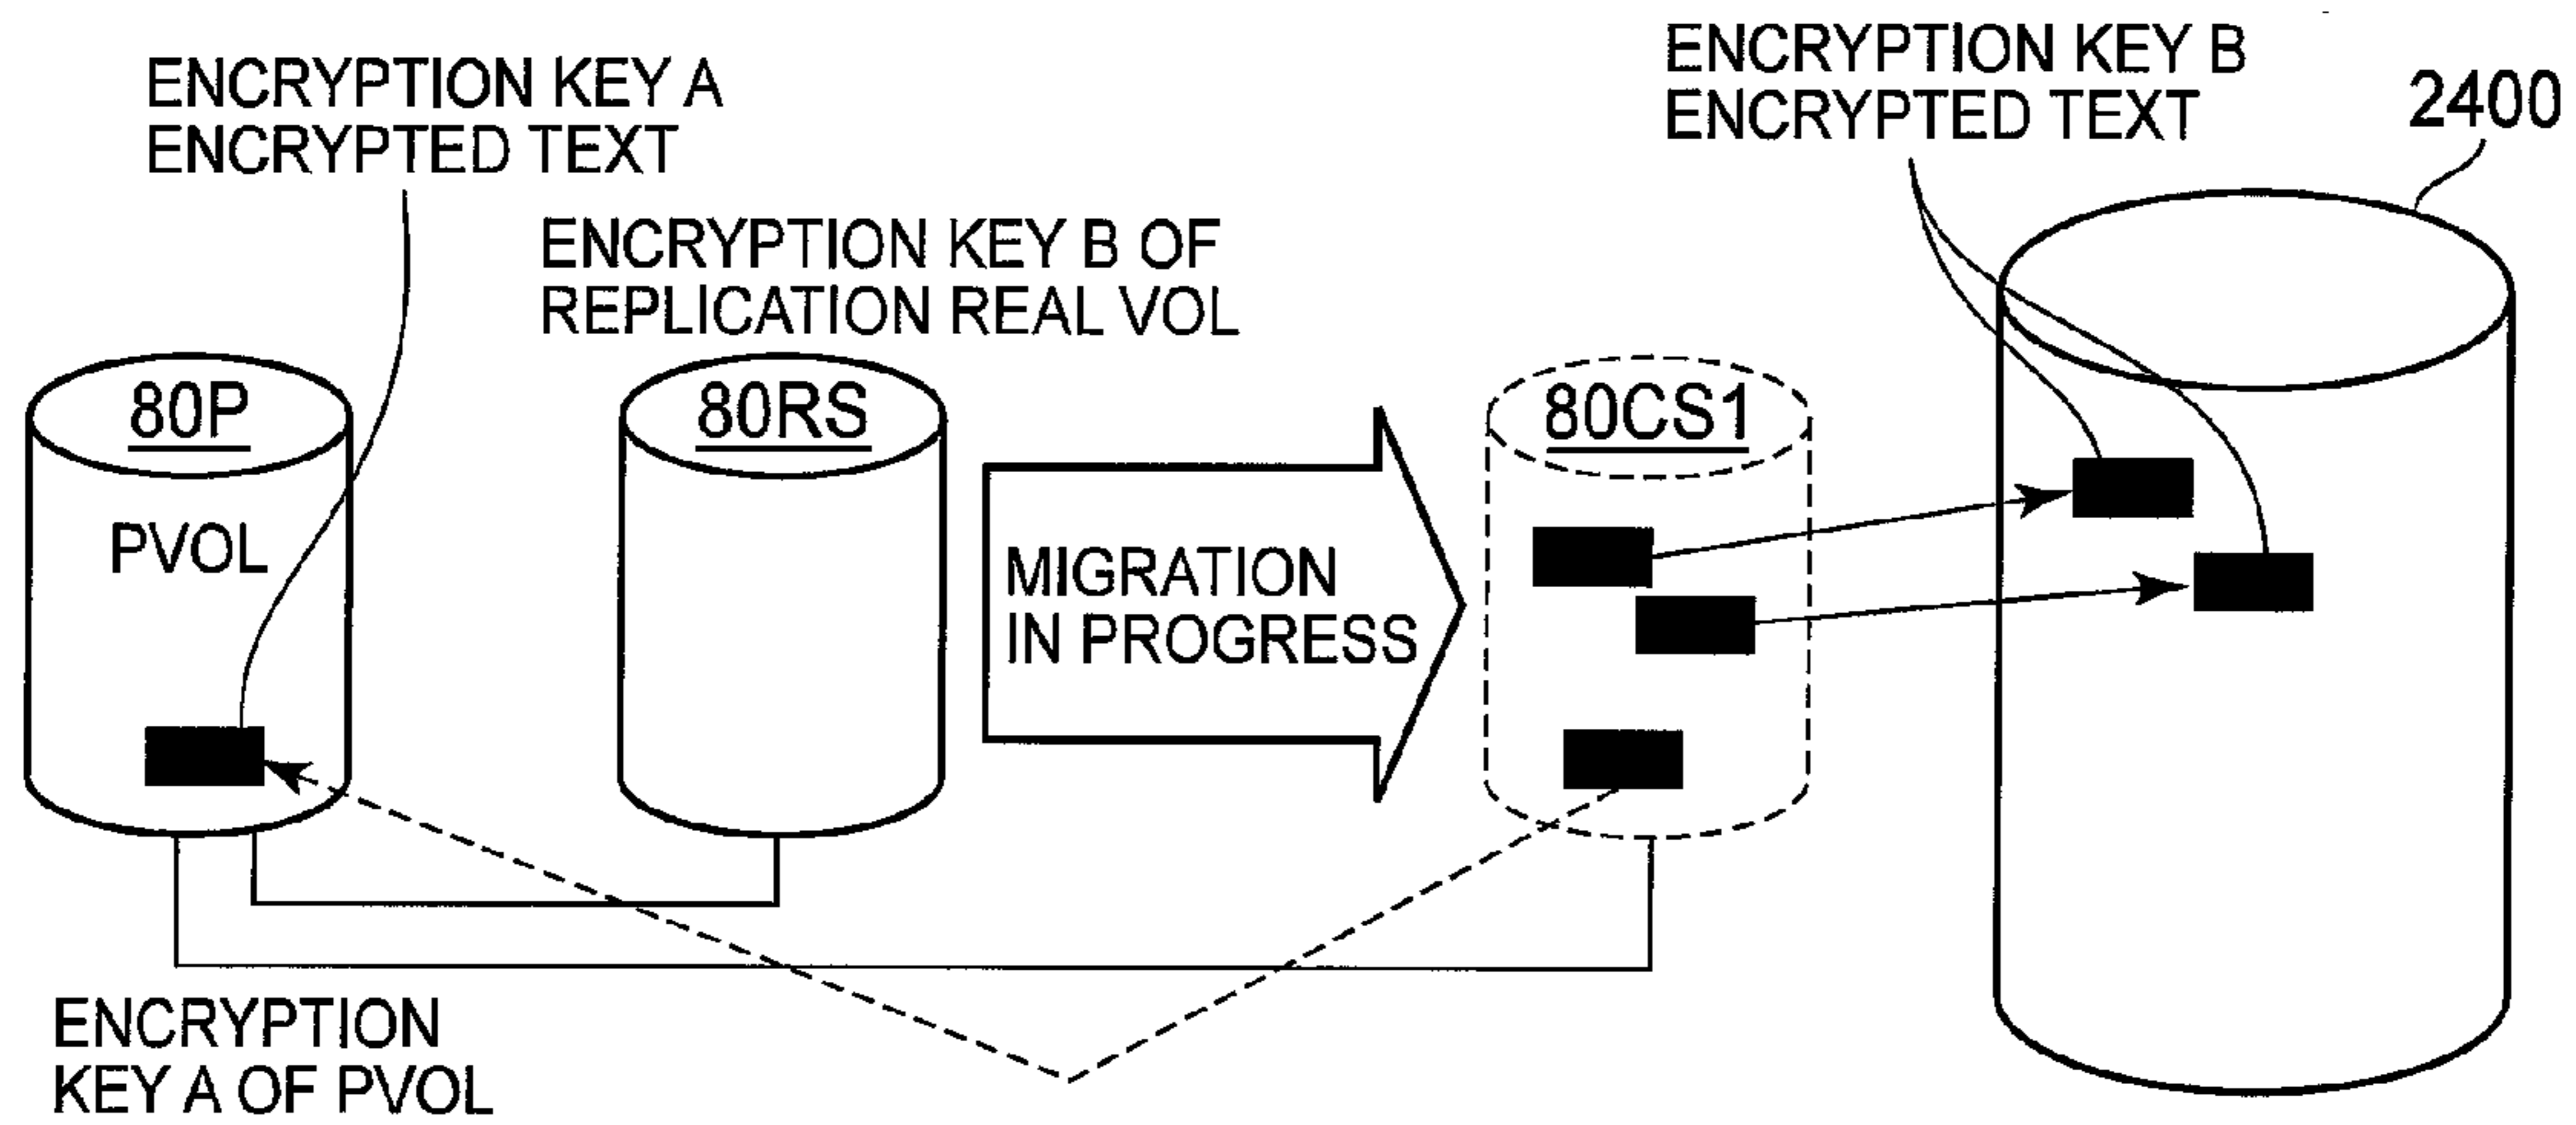 ENCRYPTION KEY A
ENCRYPTED TEXT
ENCRYPTION KEY B
ENCRYPTED TEXT
2400
ENCRYPTION KEY B OF
REPLICATION REAL VOL
80P
80RS
80CS1
PVOL
MIGRATION
IN PROGRESS
ENCRYPTION
KEY A OF PVOL